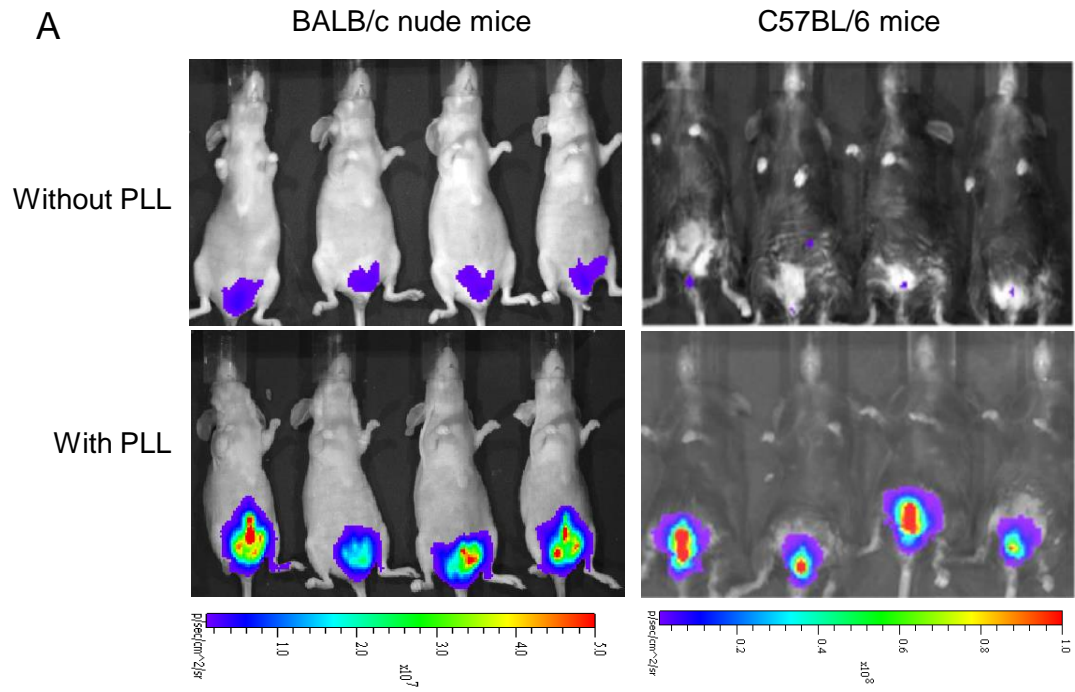 A
BALB/c nude mice
C57BL/6 mice
Without PLL
With PLL
p/sec/cm^2/sr
1.0
2.0
3.0
4.0
5.0
x10^7
p/sec/cm^2/sr
0.2
0.4
0.6
0.8
1.0
x10^8